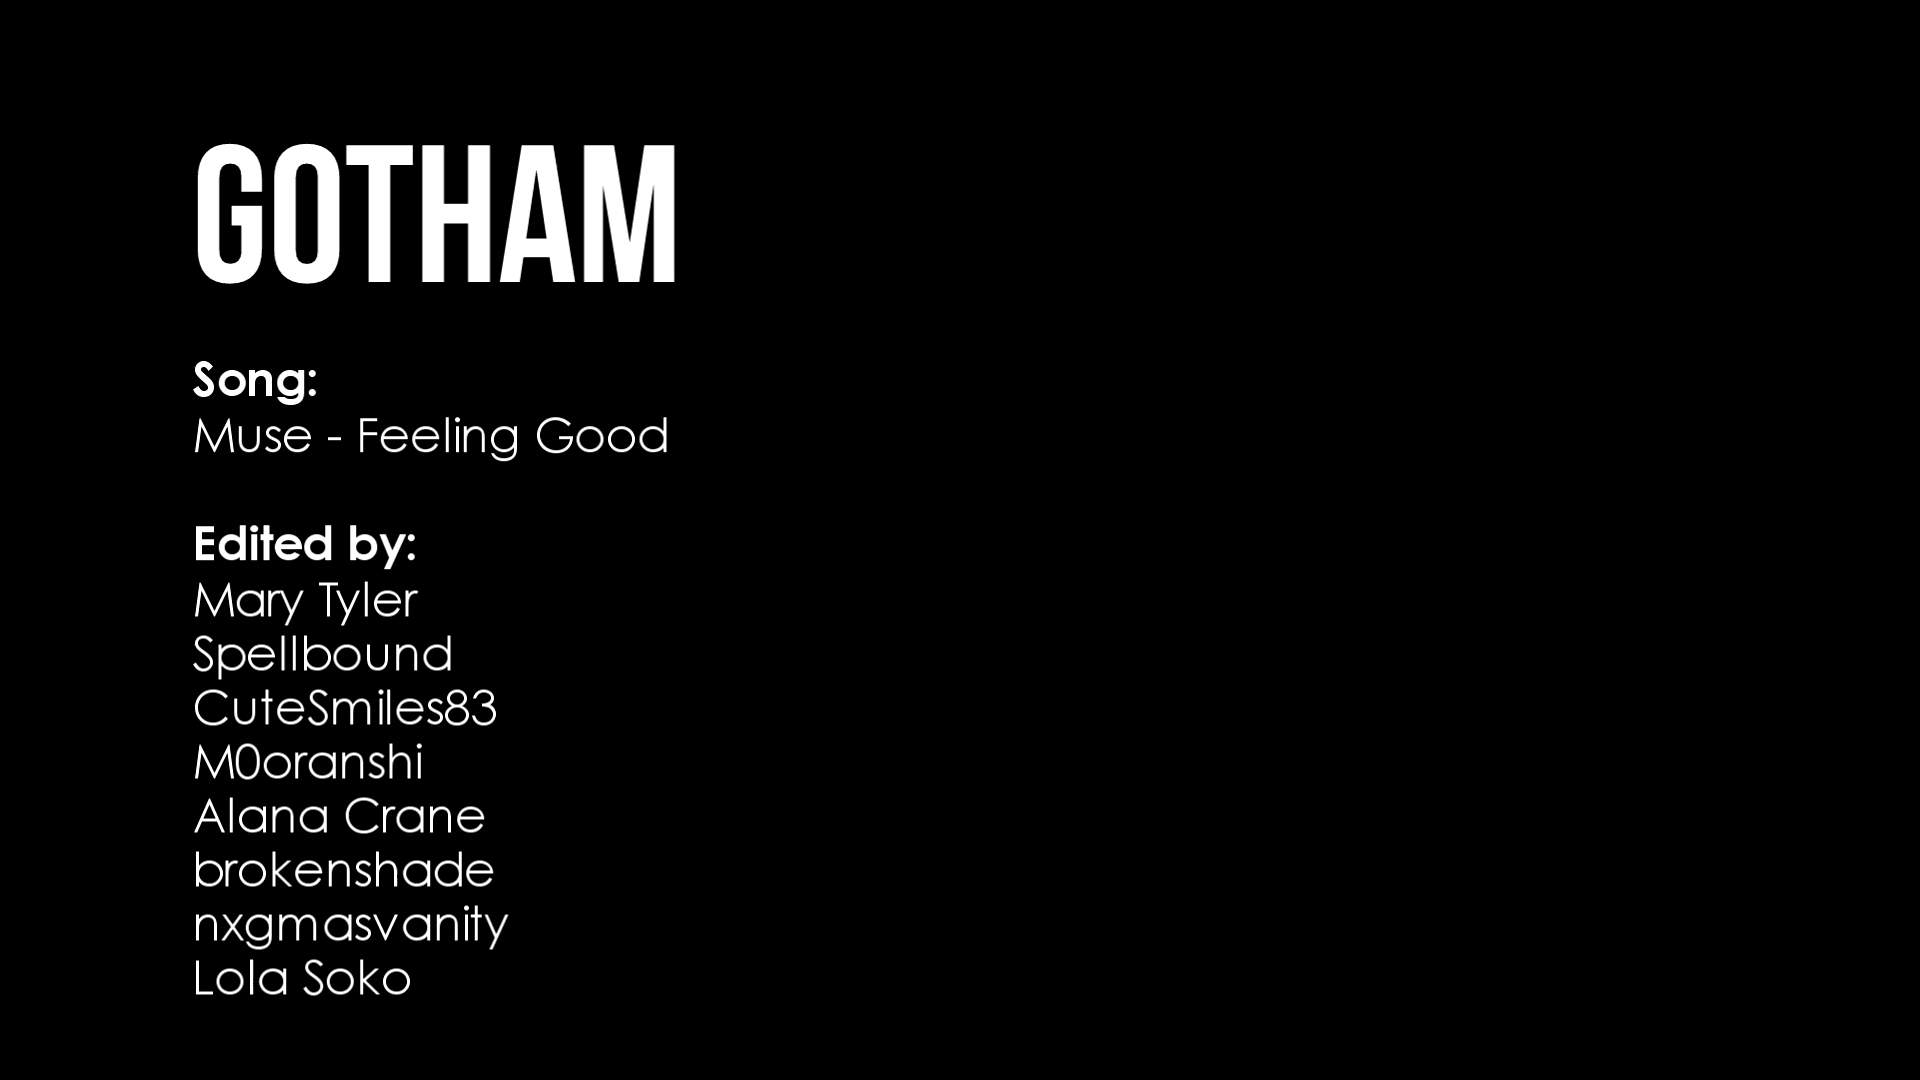 GOTHAM
Song:
Muse - Feeling Good
Edited by:
Mary Tyler
Spellbound
CuteSmiles83
M0oranshi
Alana Crane
brokenshade
nxgmasvanity
Lola Soko